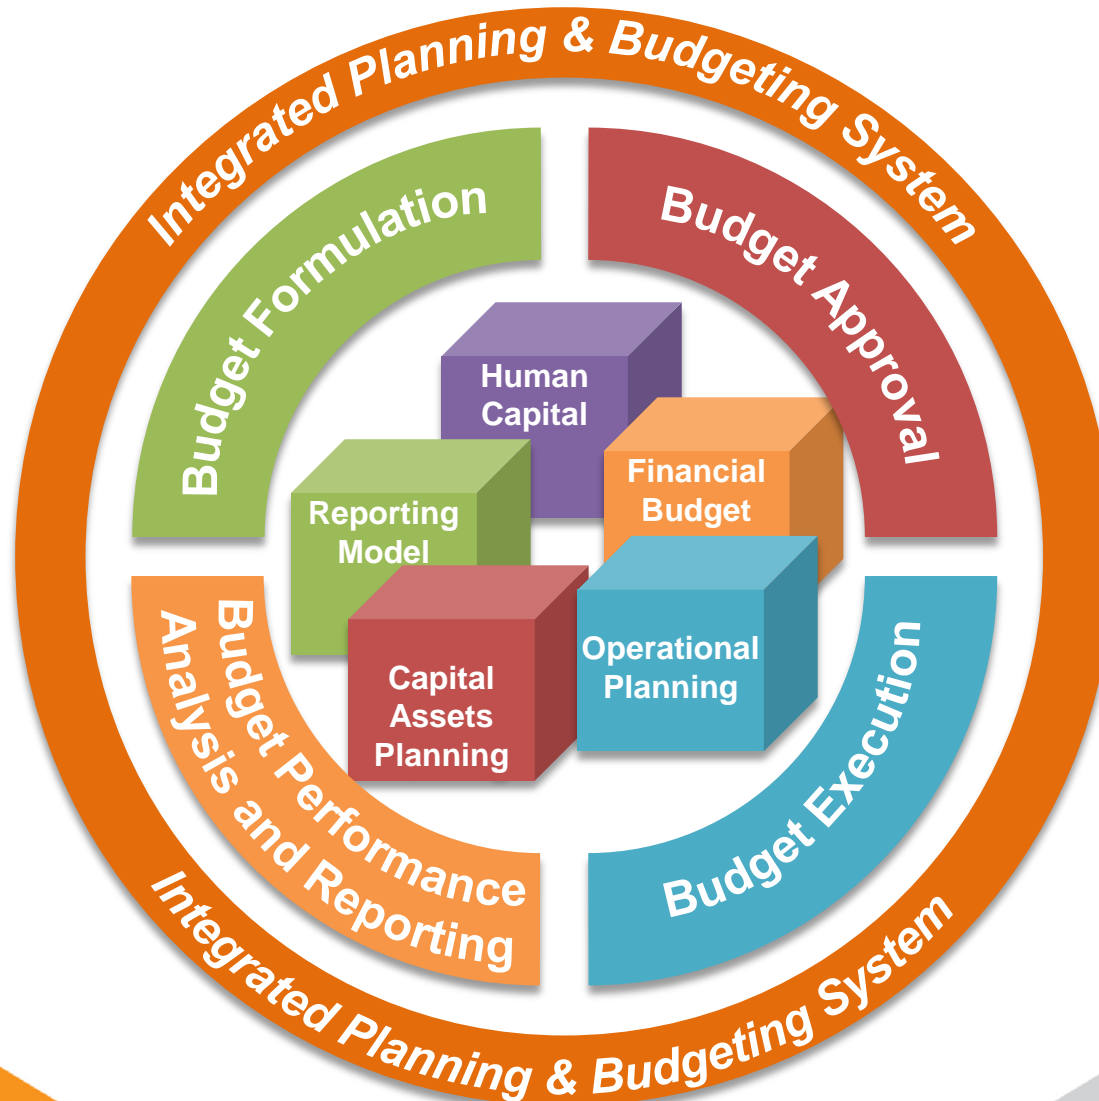 Integrated Planning & Budgeting System
Budget Formulation
Budget Approval
Human
Capital
Financial
Budget
Reporting
Model
Operational
Planning
Capital
Assets
Planning
Budget Performance
Analysis and Reporting
Budget Execution
Integrated Planning & Budgeting System